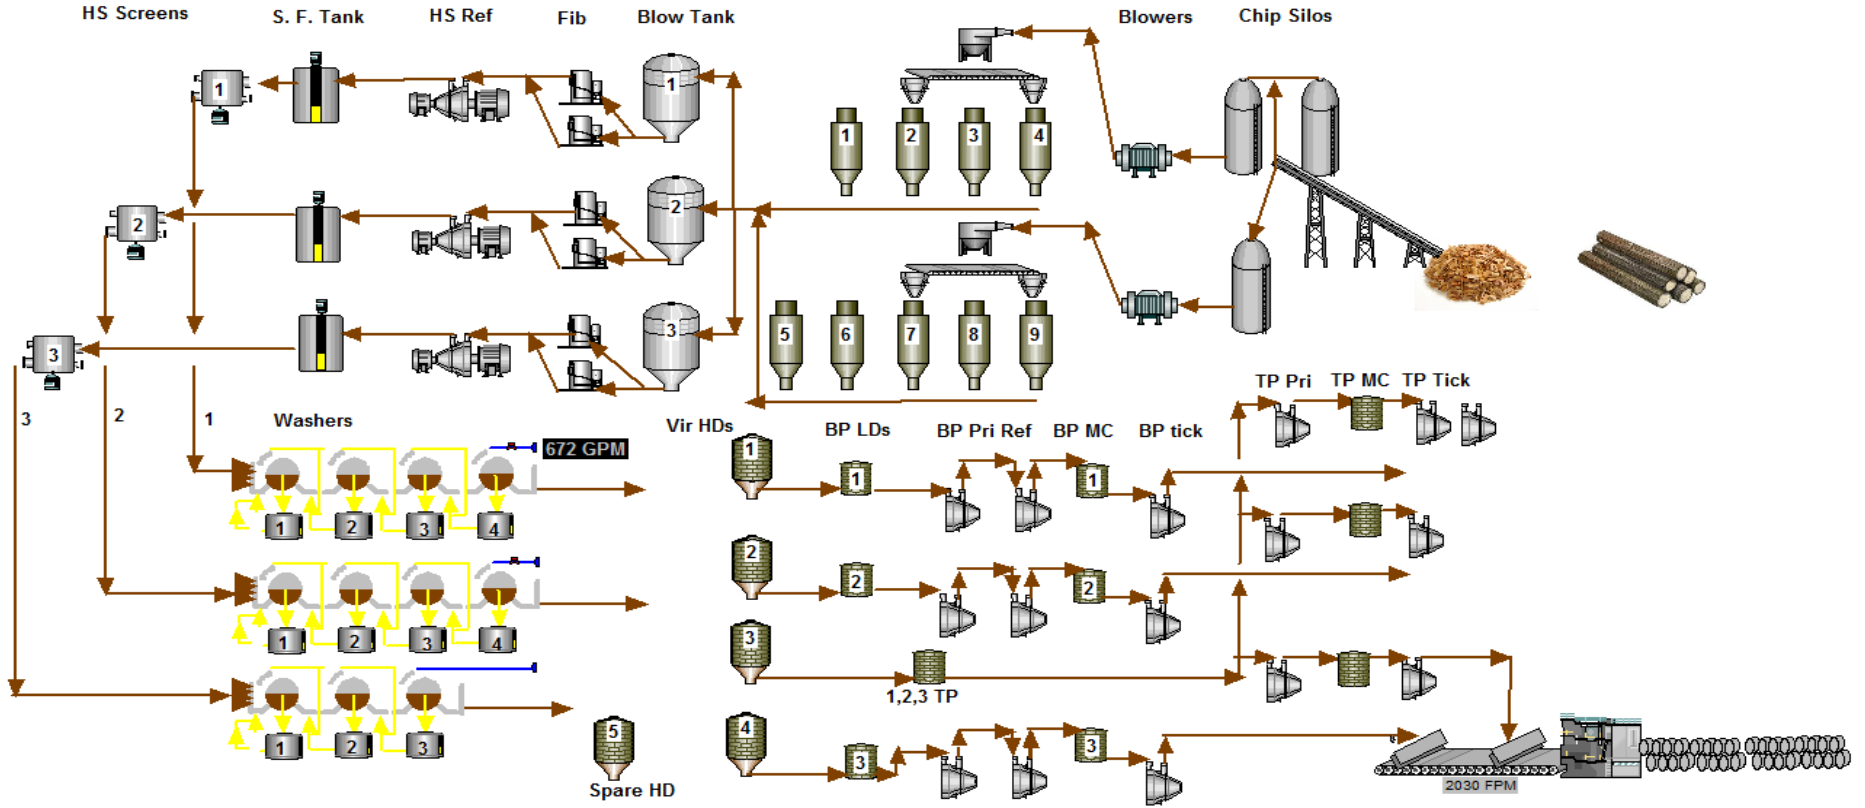 HS Screens S. F. Tank HS Ref Fib Blow Tank Blowers Chip Silos
1 1 1 2 3 4
2 2
3 3 5 6 7 8 9
TP Pri TP MC TP Tick
3 2 1 Washers Vir HDs BP LDs BP Pri Ref BP MC BP tick
672 GPM
1 1 1
1 2 3 4
2 2 2
1 2 3 4
3
1,2,3 TP
1 2 3
5 4 3 3
Spare HD
2030 FPM